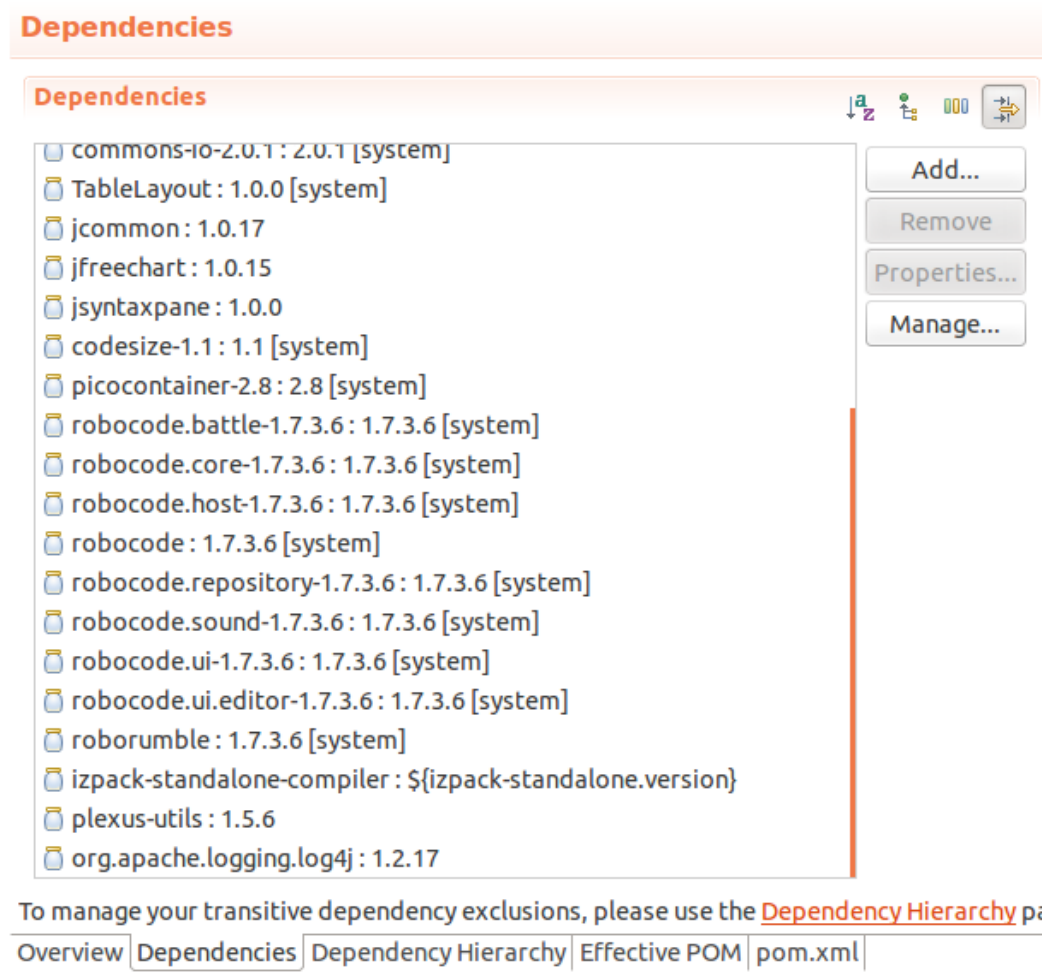 Dependencies
Dependencies
commons-io-2.0.1 : 2.0.1 [system]
TableLayout : 1.0.0 [system]
jcommon : 1.0.17
jfreechart : 1.0.15
jsyntaxpane : 1.0.0
codesize-1.1 : 1.1 [system]
picocontainer-2.8 : 2.8 [system]
robocode.battle-1.7.3.6 : 1.7.3.6 [system]
robocode.core-1.7.3.6 : 1.7.3.6 [system]
robocode.host-1.7.3.6 : 1.7.3.6 [system]
robocode : 1.7.3.6 [system]
robocode.repository-1.7.3.6 : 1.7.3.6 [system]
robocode.sound-1.7.3.6 : 1.7.3.6 [system]
robocode.ui-1.7.3.6 : 1.7.3.6 [system]
robocode.ui.editor-1.7.3.6 : 1.7.3.6 [system]
roborumble : 1.7.3.6 [system]
izpack-standalone-compiler : ${izpack-standalone.version}
plexus-utils : 1.5.6
org.apache.logging.log4j : 1.2.17
Add...
Remove
Properties...
Manage...
To manage your transitive dependency exclusions, please use the Dependency Hierarchy pa
Overview Dependencies Dependency Hierarchy Effective POM pom.xml